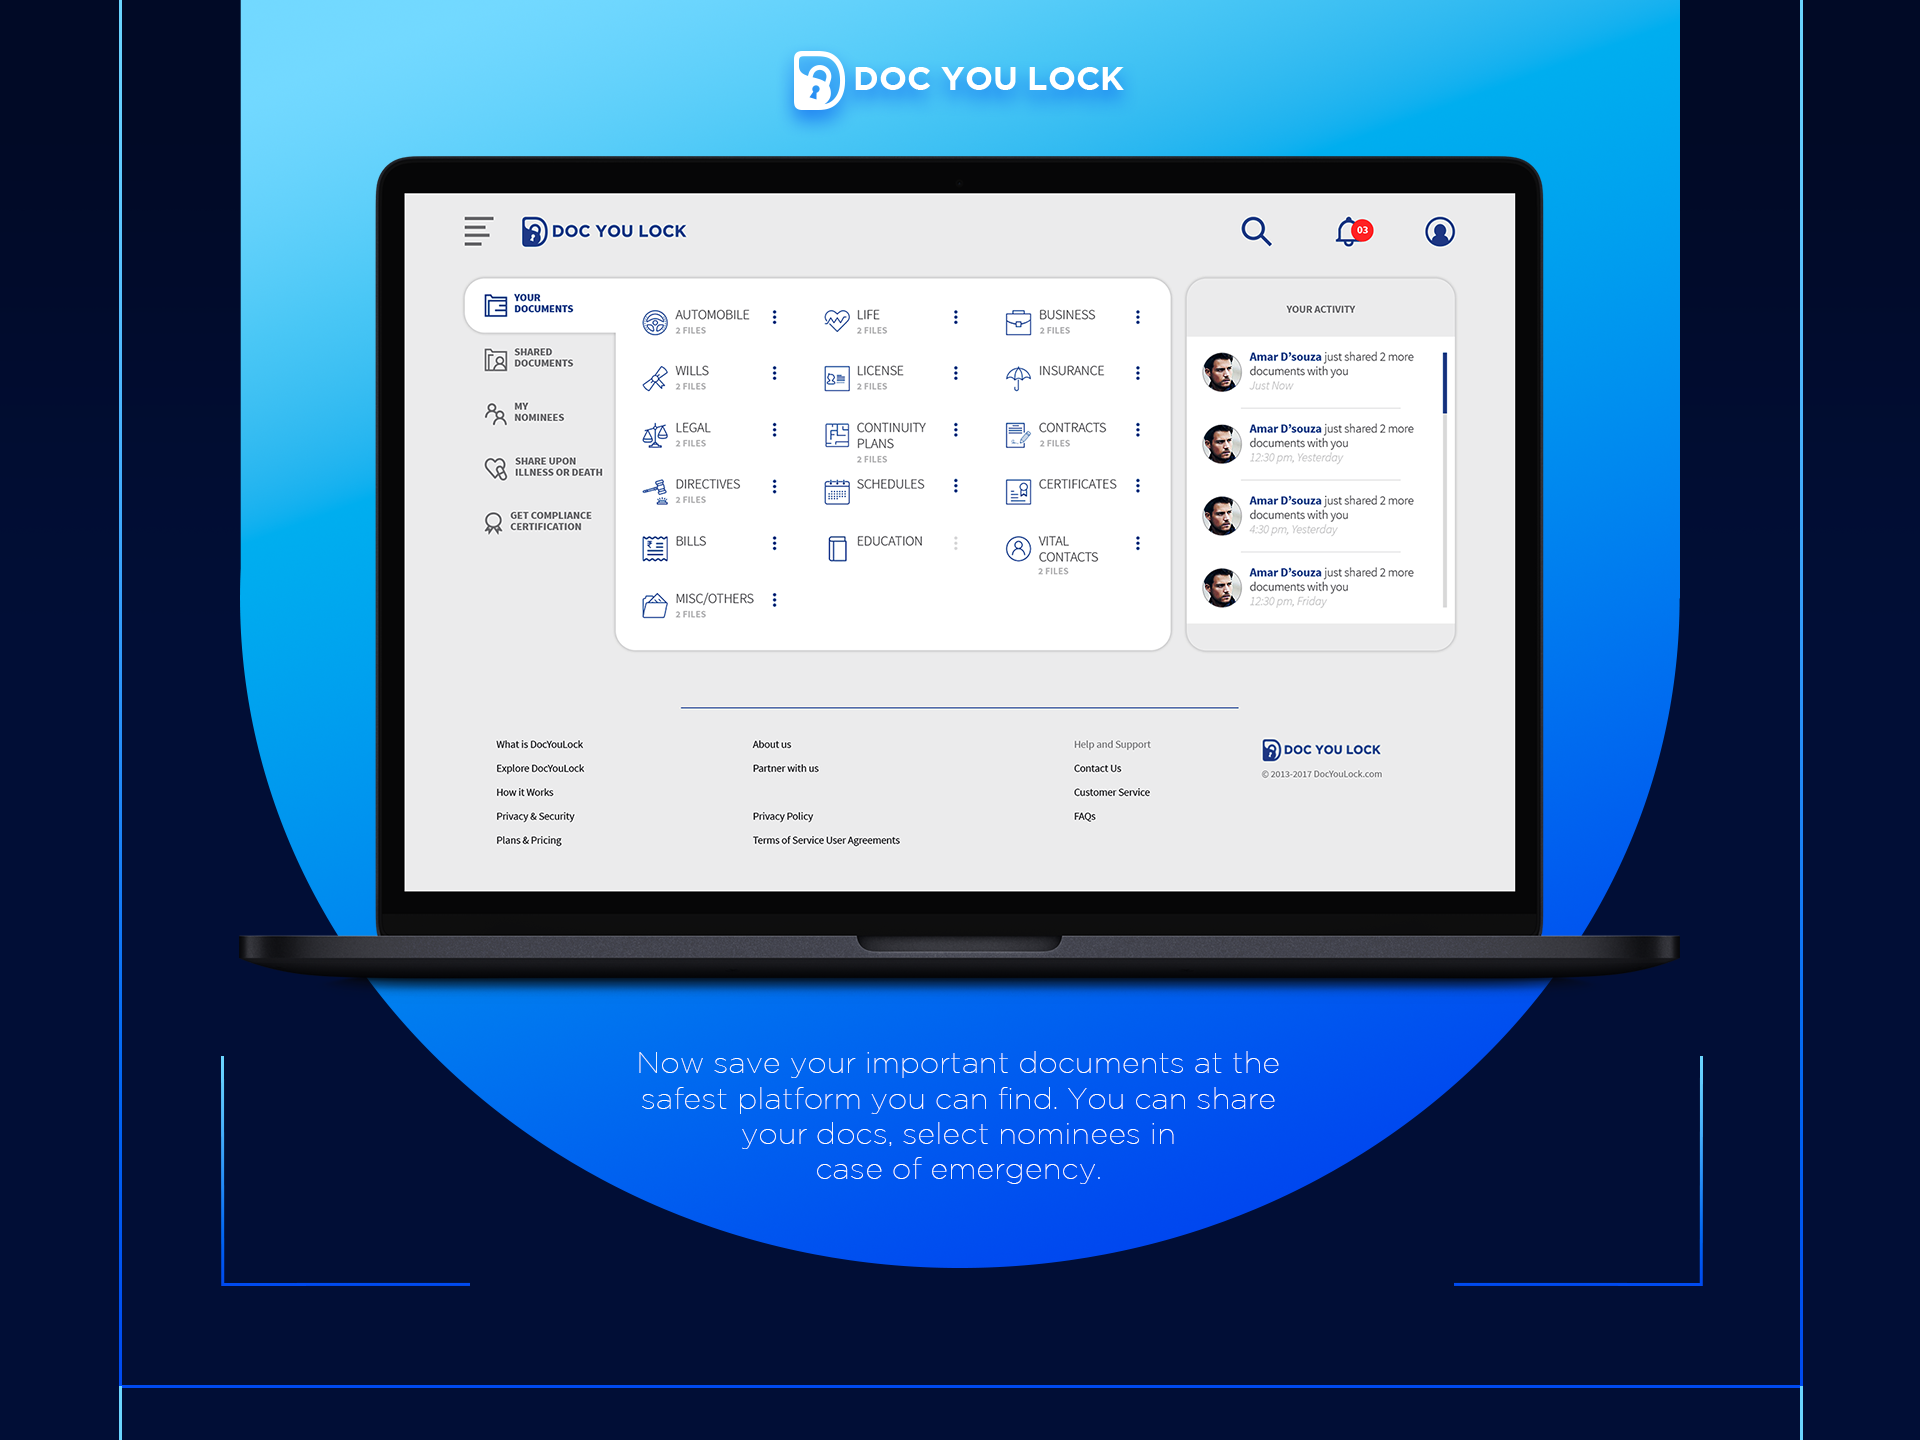 DOC YOU LOCK
DOC YOU LOCK
03
YOUR
DOCUMENTS
SHARED
DOCUMENTS
MY
NOMINEES
SHARE UPON
ILLNESS OR DEATH
GET COMPLIANCE
CERTIFICATION
AUTOMOBILE
2 FILES
LIFE
2 FILES
BUSINESS
2 FILES
WILLS
2 FILES
LICENSE
2 FILES
INSURANCE
LEGAL
2 FILES
CONTINUITY
PLANS
2 FILES
CONTRACTS
2 FILES
DIRECTIVES
2 FILES
SCHEDULES
CERTIFICATES
BILLS
EDUCATION
VITAL
CONTACTS
2 FILES
MISC/OTHERS
2 FILES
YOUR ACTIVITY
Amar D'souza just shared 2 more
documents with you
Just Now
Amar D'souza just shared 2 more
documents with you
12:30 pm, Yesterday
Amar D'souza just shared 2 more
documents with you
4:30 pm, Yesterday
Amar D'souza just shared 2 more
documents with you
12:30 pm, Friday
What is DocYouLock
Explore DocYouLock
How it Works
Privacy & Security
Plans & Pricing
About us
Partner with us
Privacy Policy
Terms of Service User Agreements
Help and Support
Contact Us
Customer Service
FAQs
DOC YOU LOCK
© 2013-2017 DocYouLock.com
Now save your important documents at the
safest platform you can find. You can share
your docs, select nominees in
case of emergency.